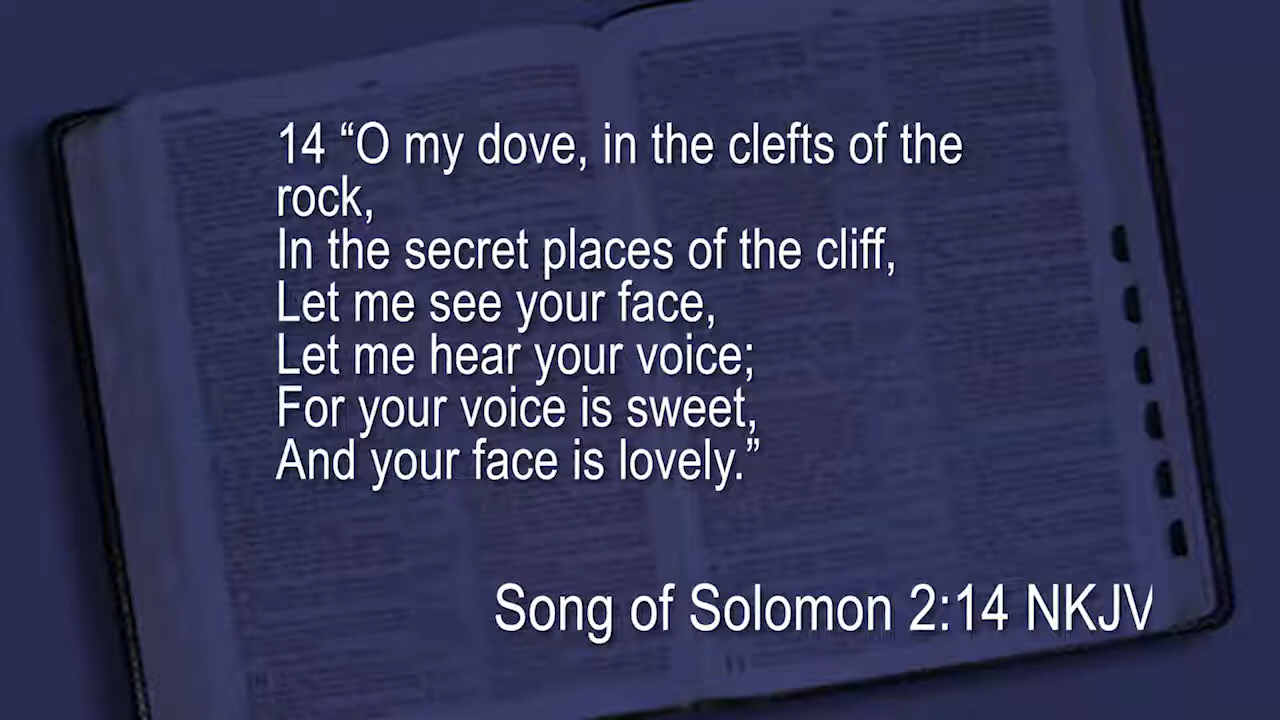 14 “O my dove, in the clefts of the
rock,
In the secret places of the cliff,
Let me see your face,
Let me hear your voice;
For your voice is sweet,
And your face is lovely.”
Song of Solomon 2:14 NKJV